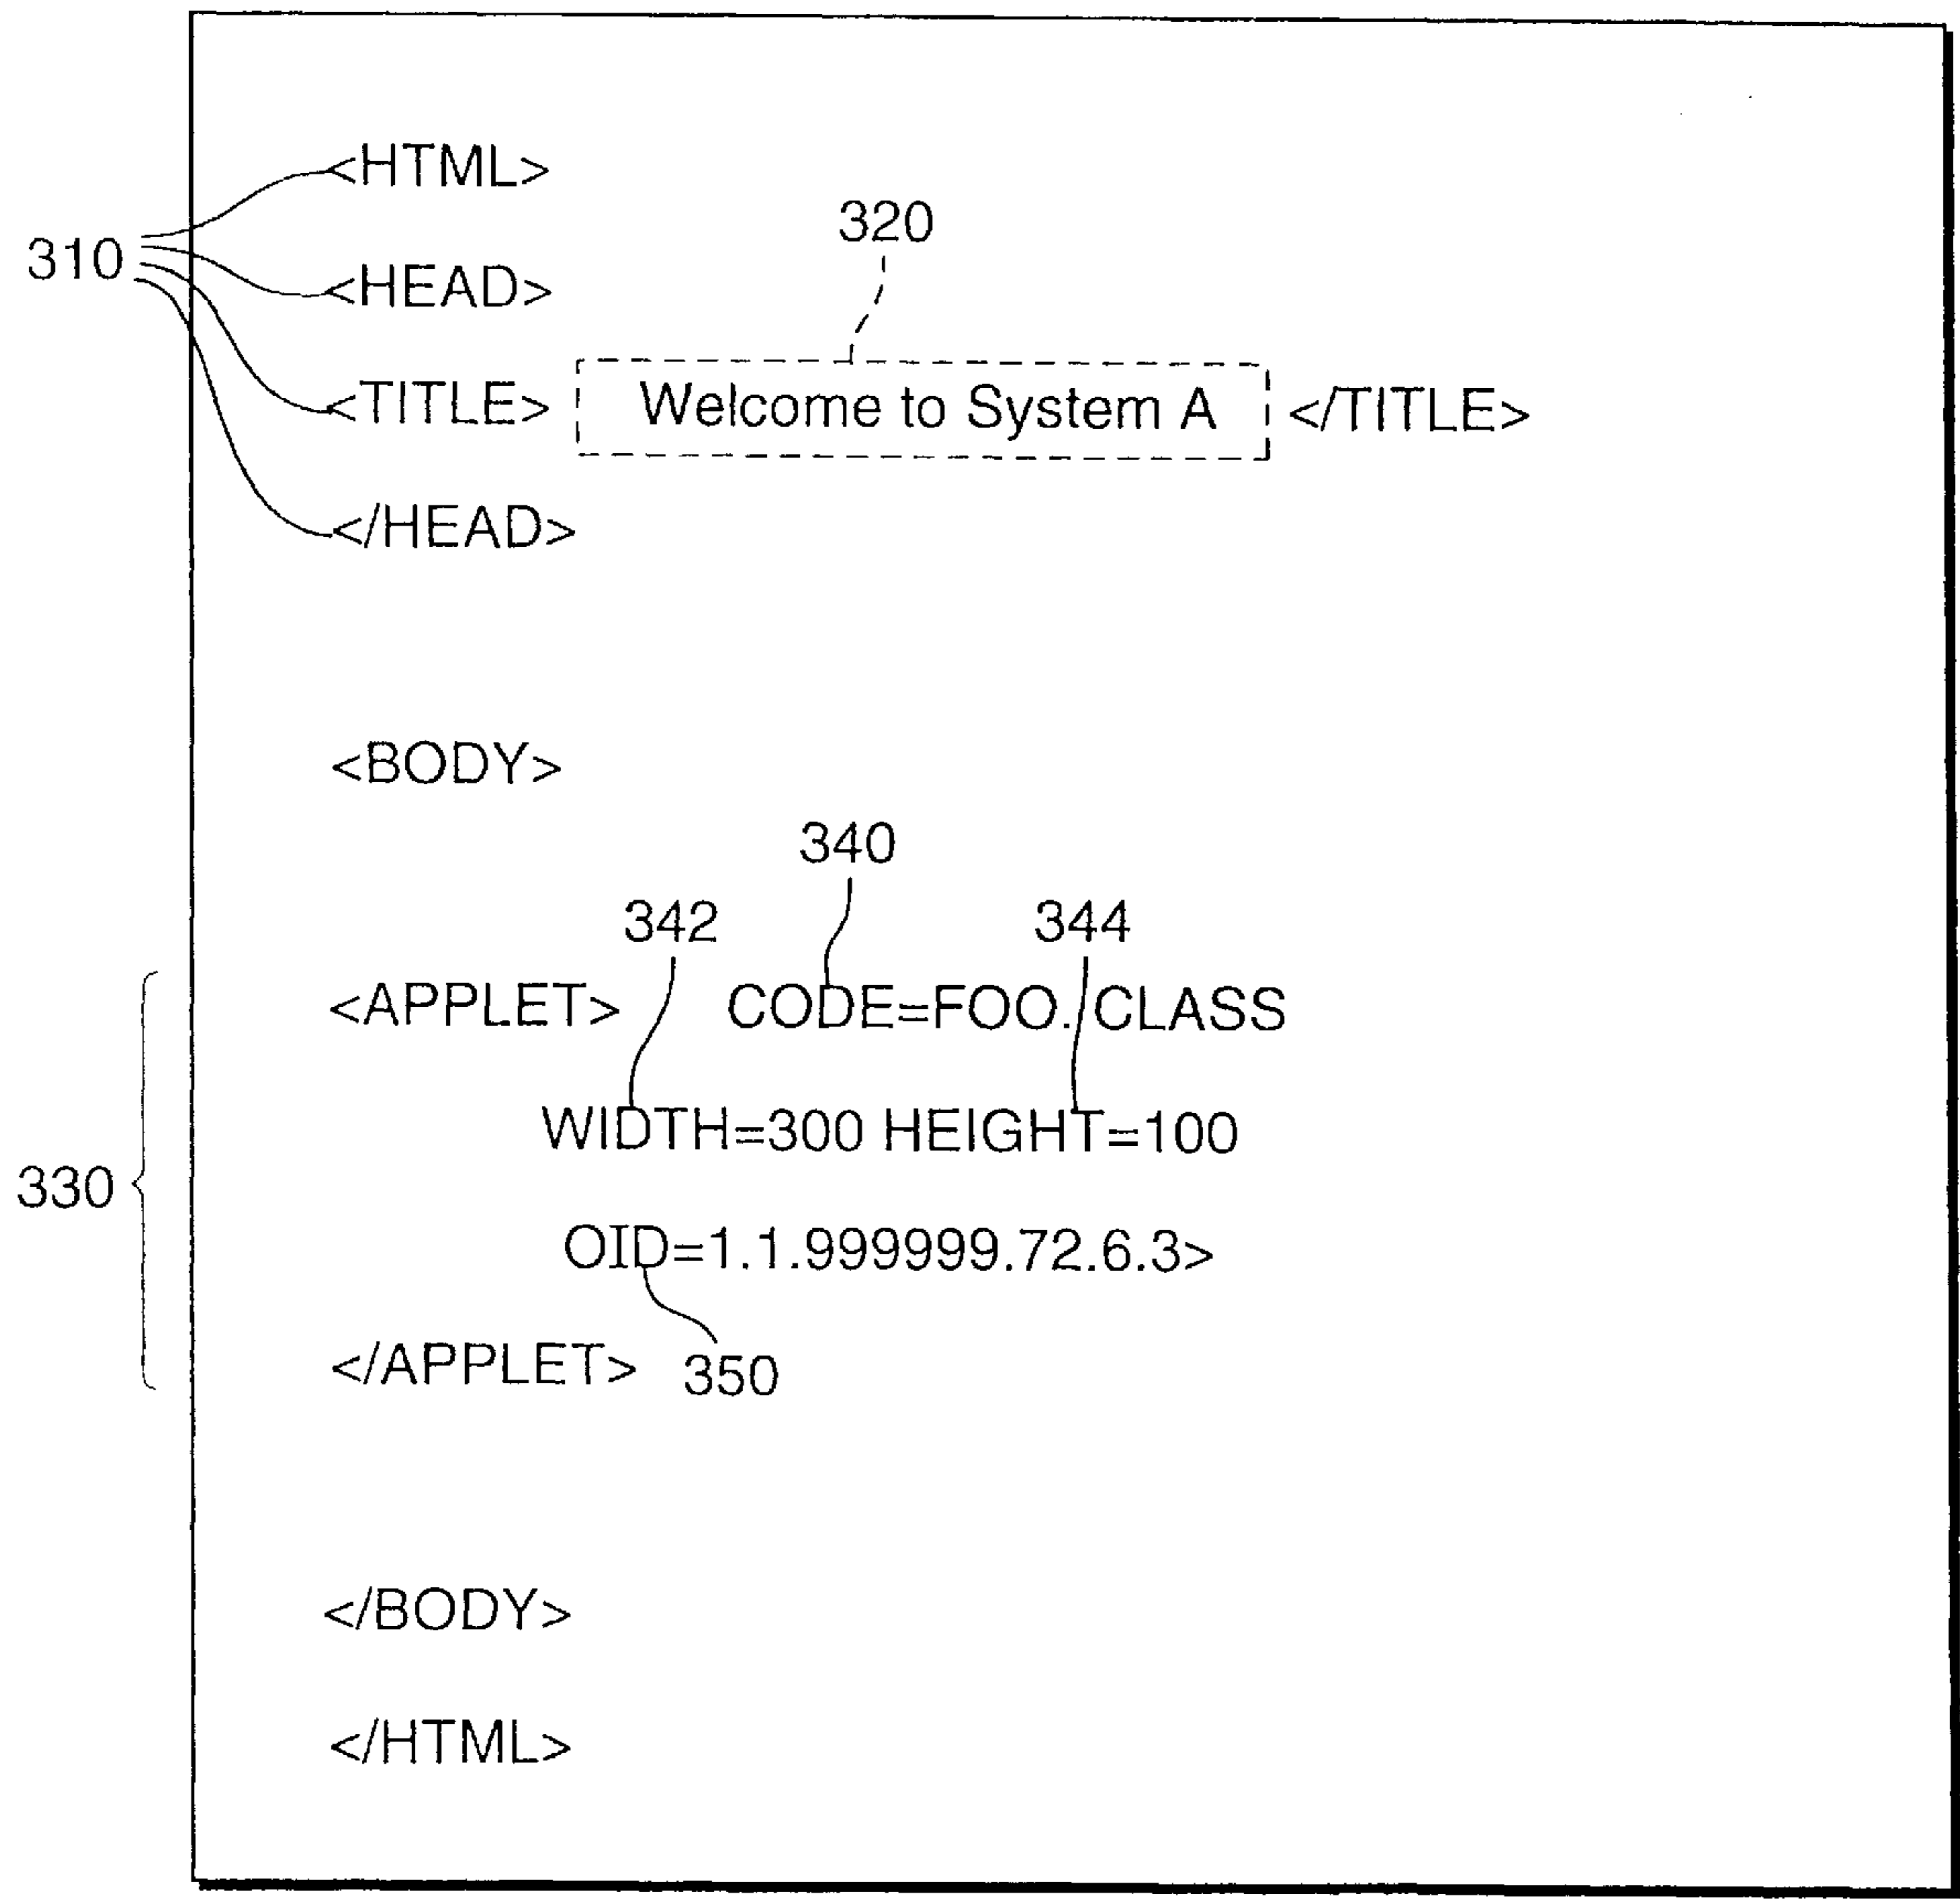 <HTML>
320
310
<HEAD>
<TITLE> Welcome to System A </TITLE>
</HEAD>
<BODY>
340
342 344
<APPLET> CODE=FOO. CLASS
WIDTH=300 HEIGHT=100
330
OID=1.1.999999.72.6.3>
</APPLET> 350
</BODY>
</HTML>